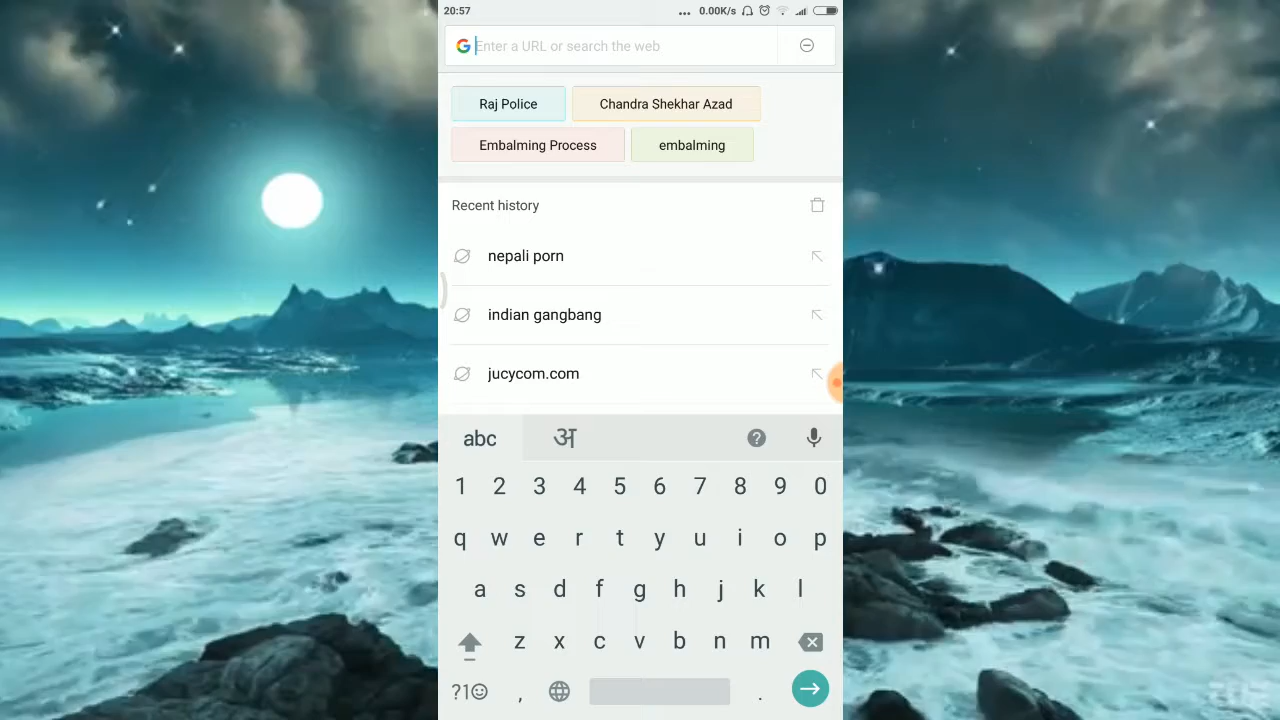 20:57 ... 0.00K/s
Enter a URL or search the web
Raj Police Chandra Shekhar Azad
Embalming Process embalming
Recent history
nepali porn
indian gangbang
jucycom.com
abc अ ?
1 2 3 4 5 6 7 8 9 0
q w e r t y u i o p
a s d f g h j k l
z x c v b n m
?1☺ , .